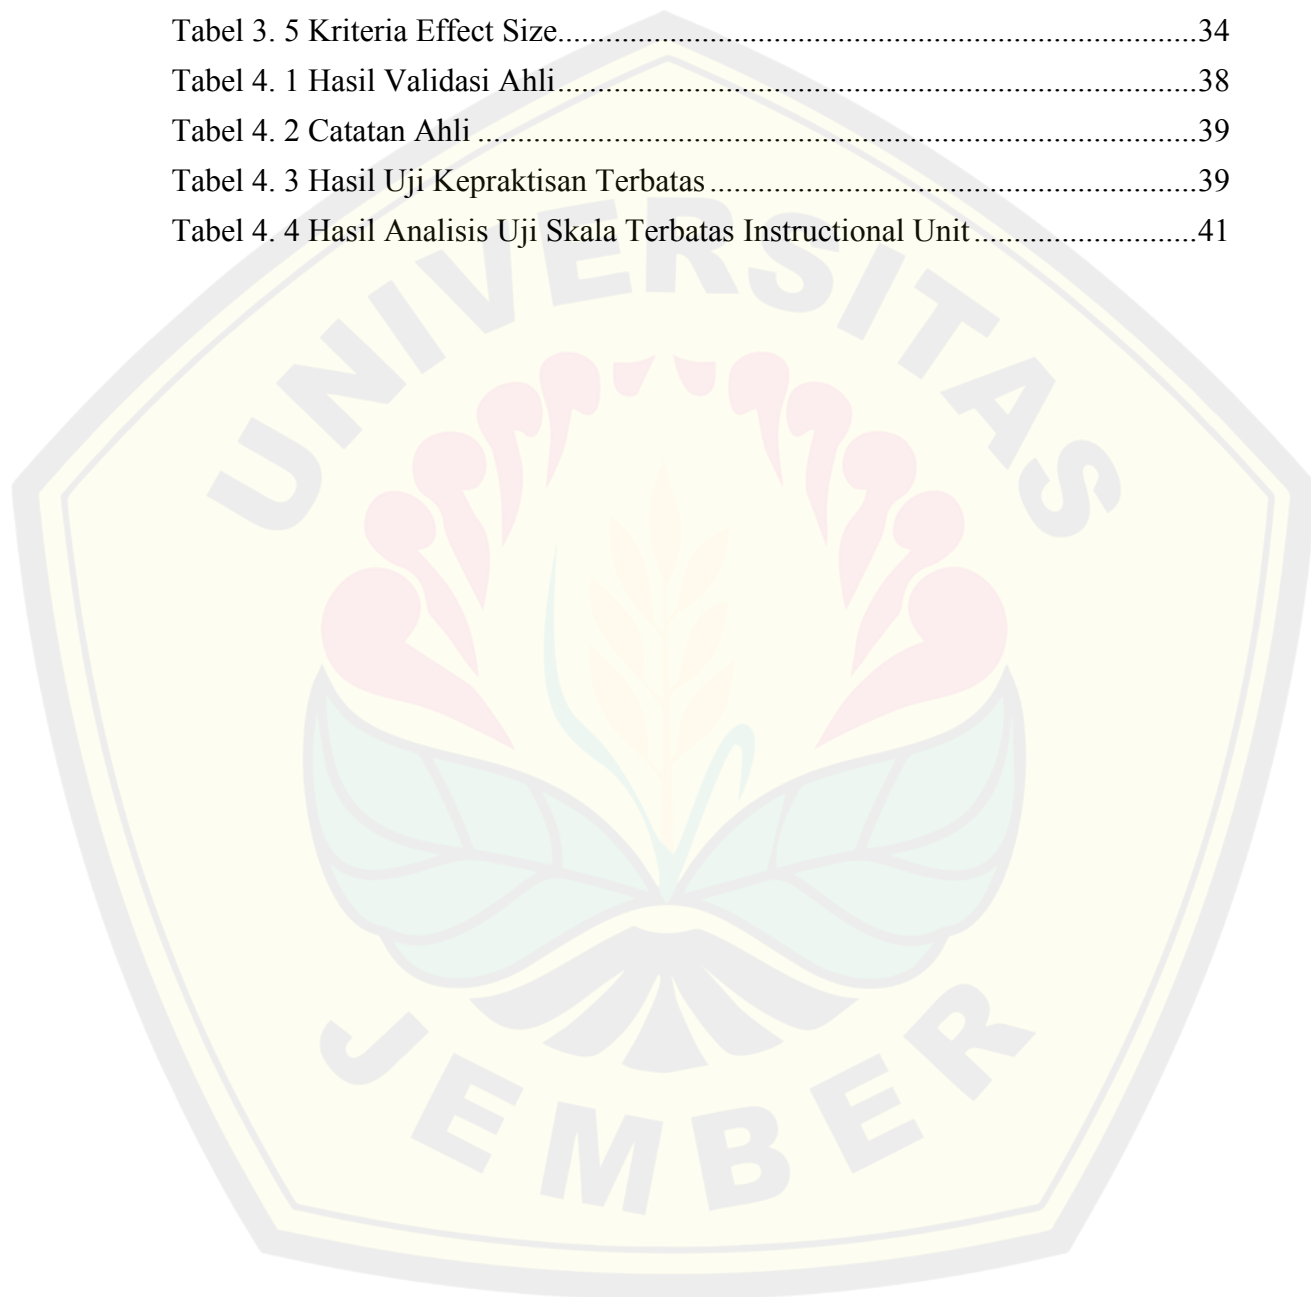 Tabel 3. 5 Kriteria Effect Size................................................................................34
Tabel 4. 1 Hasil Validasi Ahli................................................................................38
Tabel 4. 2 Catatan Ahli..........................................................................................39
Tabel 4. 3 Hasil Uji Kepraktisan Terbatas.............................................................39
Tabel 4. 4 Hasil Analisis Uji Skala Terbatas Instructional Unit............................41
UNIVERSITAS
JEMBER